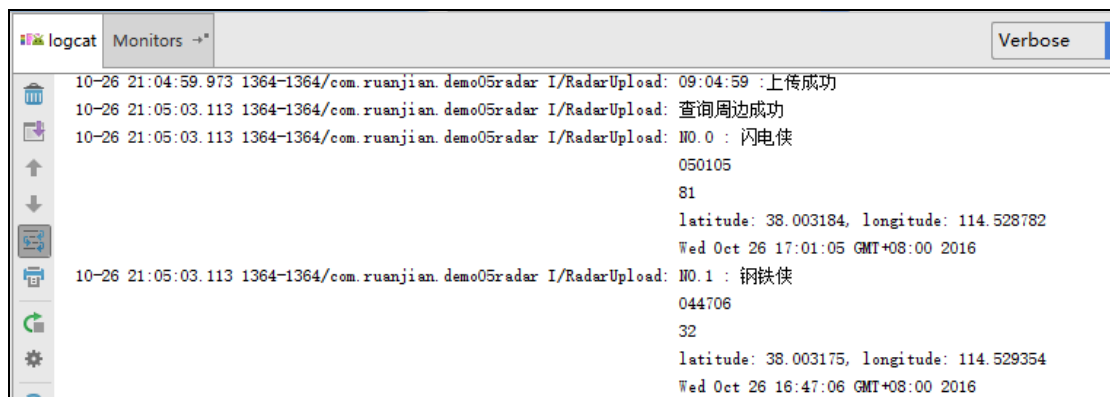 logcat Monitors Verbose
10-26 21:04:59.973 1364-1364/com.ruanjian.demo05radar I/RadarUpload: 09:04:59 :上传成功
10-26 21:05:03.113 1364-1364/com.ruanjian.demo05radar I/RadarUpload: 查询周边成功
10-26 21:05:03.113 1364-1364/com.ruanjian.demo05radar I/RadarUpload: NO.0 : 闪电侠
050105
81
latitude: 38.003184, longitude: 114.528782
Wed Oct 26 17:01:05 GMT+08:00 2016
10-26 21:05:03.113 1364-1364/com.ruanjian.demo05radar I/RadarUpload: NO.1 : 钢铁侠
044706
32
latitude: 38.003175, longitude: 114.529354
Wed Oct 26 16:47:06 GMT+08:00 2016